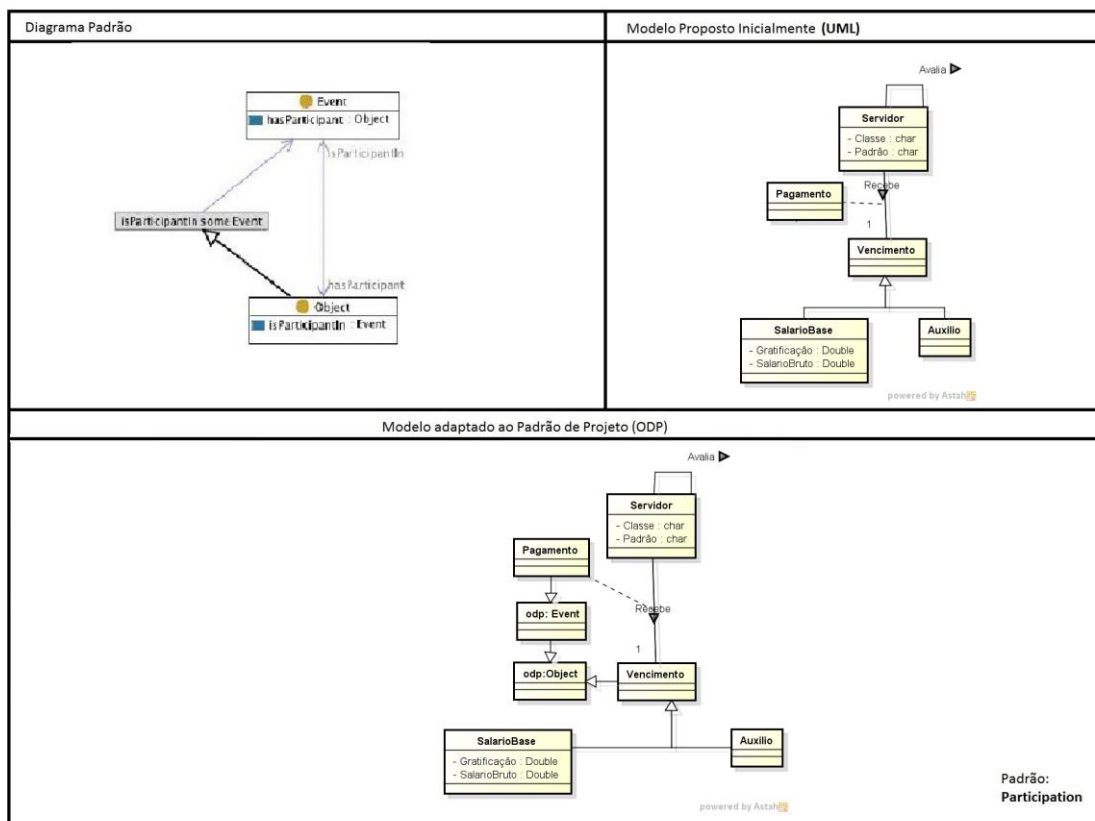 Diagrama Padrão
Event
hasParticipant : Object
isParticipantIn
isParticipantIn some Event
hasParticipant
Object
isParticipantIn : Event
Modelo Proposto Inicialmente (UML)
Avalia
Servidor
- Classe : char
- Padrão : char
Recebe
Pagamento
1
Vencimento
SalarioBase
- Gratificação : Double
- SalarioBruto : Double
Auxilio
powered by Astah
Modelo adaptado ao Padrão de Projeto (ODP)
Avalia
Servidor
- Classe : char
- Padrão : char
Pagamento
odp: Event
Recebe
1
odp:Object
Vencimento
SalarioBase
- Gratificação : Double
- SalarioBruto : Double
Auxilio
powered by Astah
Padrão:
Participation